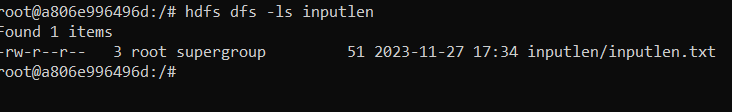 root@a806e996496d:/# hdfs dfs -ls inputlen
Found 1 items
-rw-r--r--   3 root supergroup         51 2023-11-27 17:34 inputlen/inputlen.txt
root@a806e996496d:/#